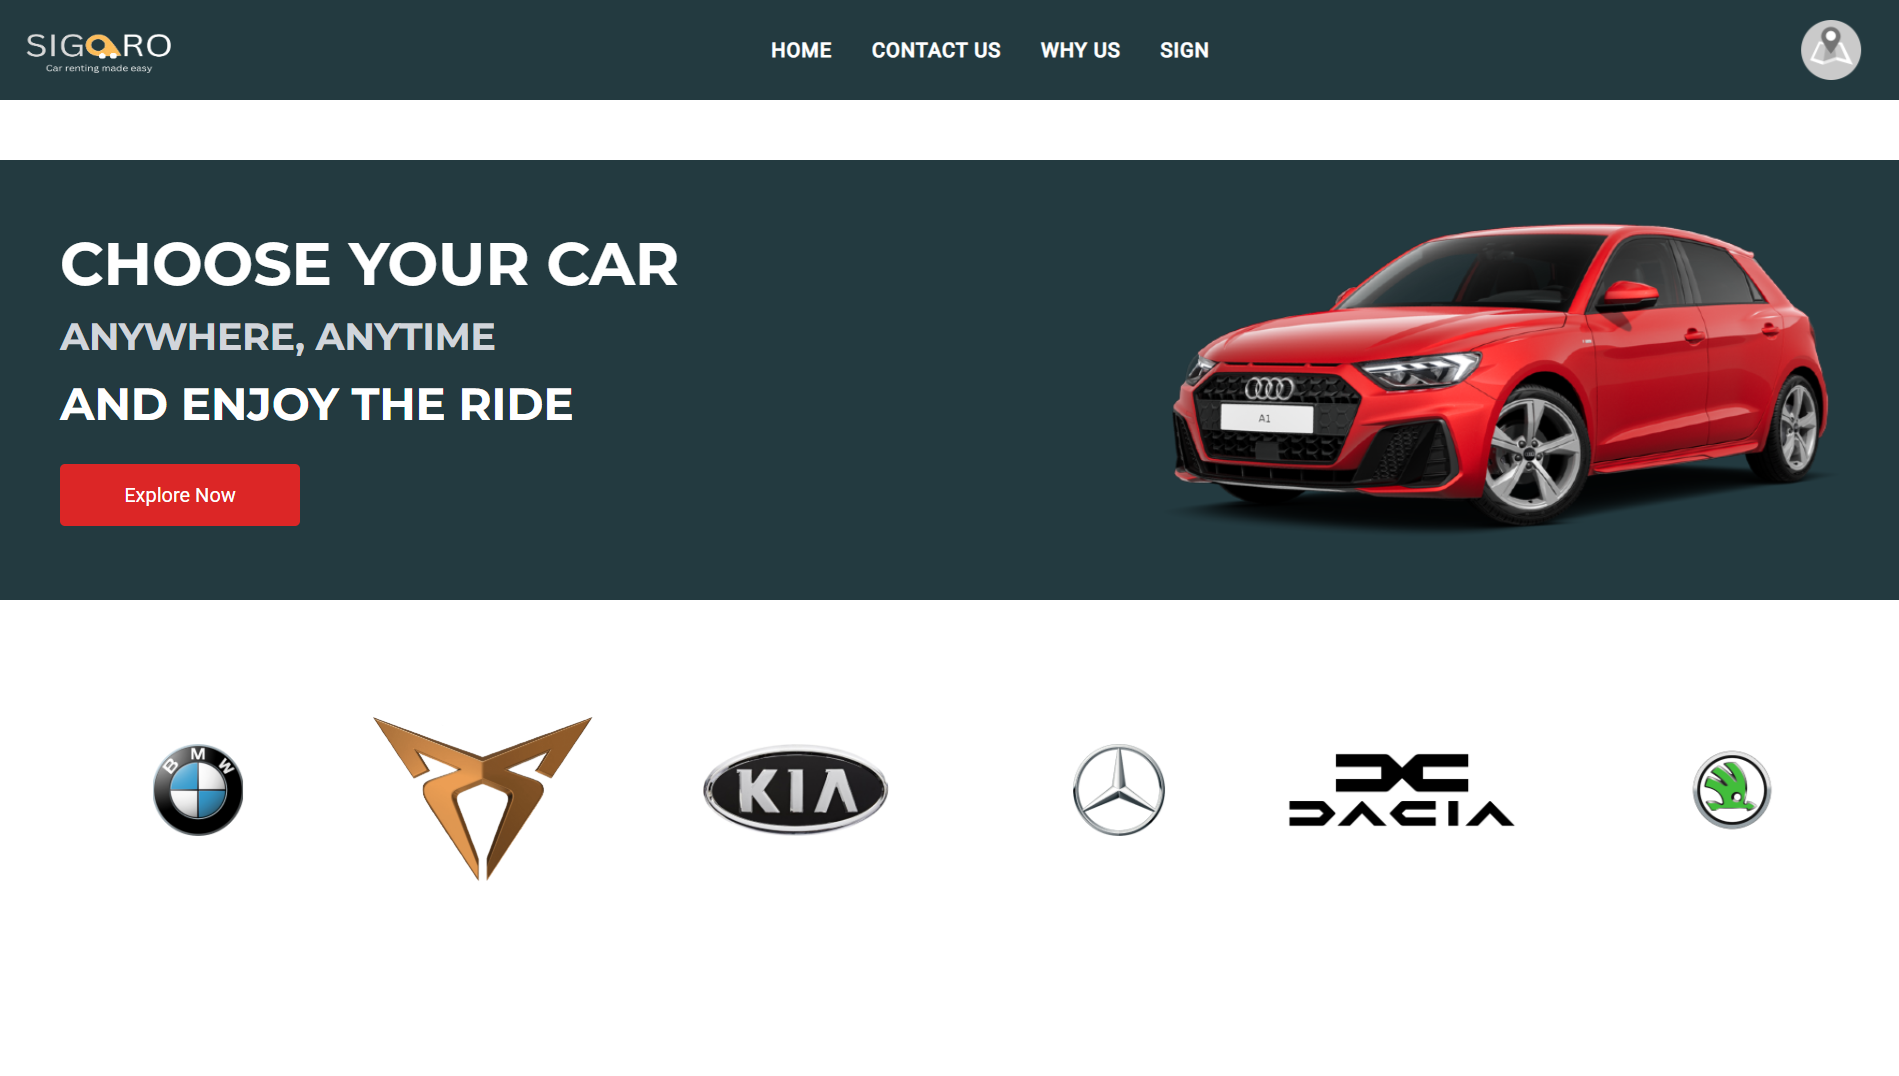 SIGORO
Car renting made easy
HOME
CONTACT US
WHY US
SIGN
CHOOSE YOUR CAR
ANYWHERE, ANYTIME
AND ENJOY THE RIDE
Explore Now
A1
BMW
KIA
DACIA